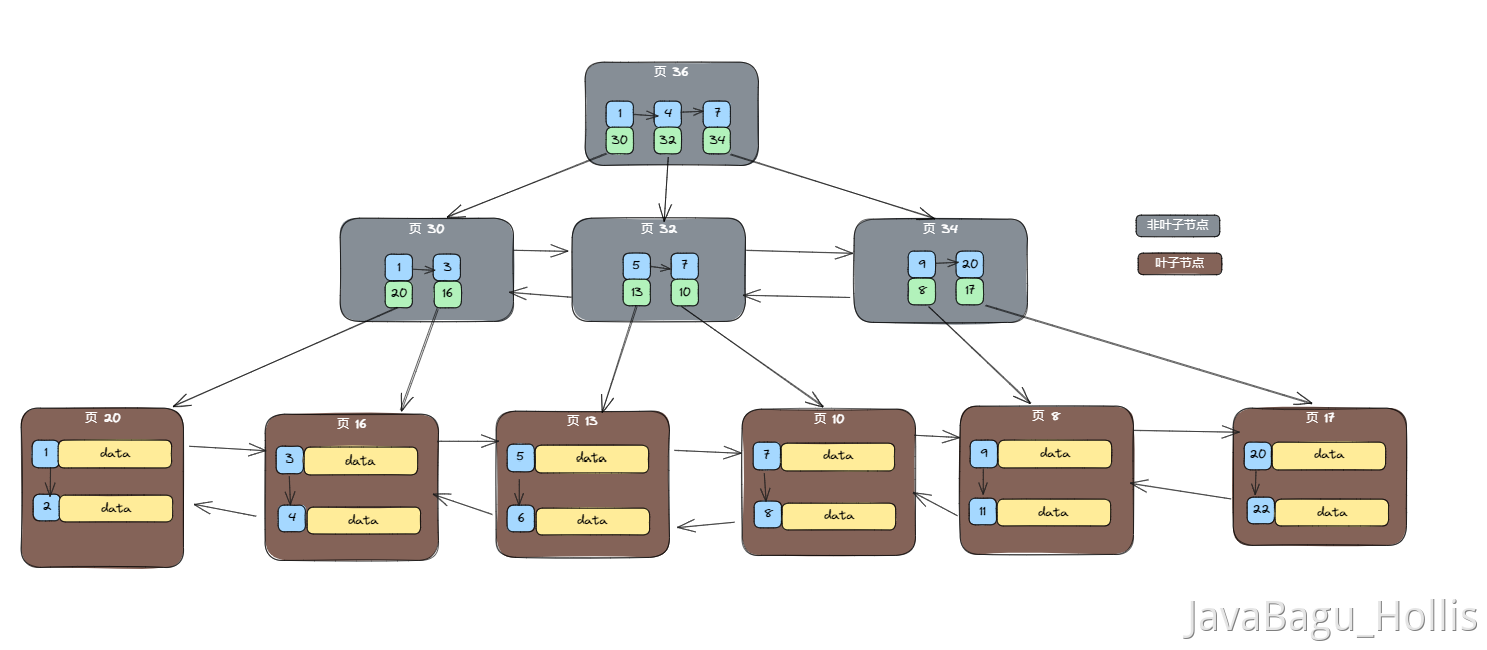 页 36
1 4 7
30 32 34
页 30
1 3
20 16
页 32
5 7
13 10
页 34
9 20
8 17
非叶子节点
叶子节点
页 20
1 data
2 data
页 16
3 data
4 data
页 13
5 data
6 data
页 10
7 data
8 data
页 8
9 data
11 data
页 17
20 data
22 data
JavaBagu_Hollis